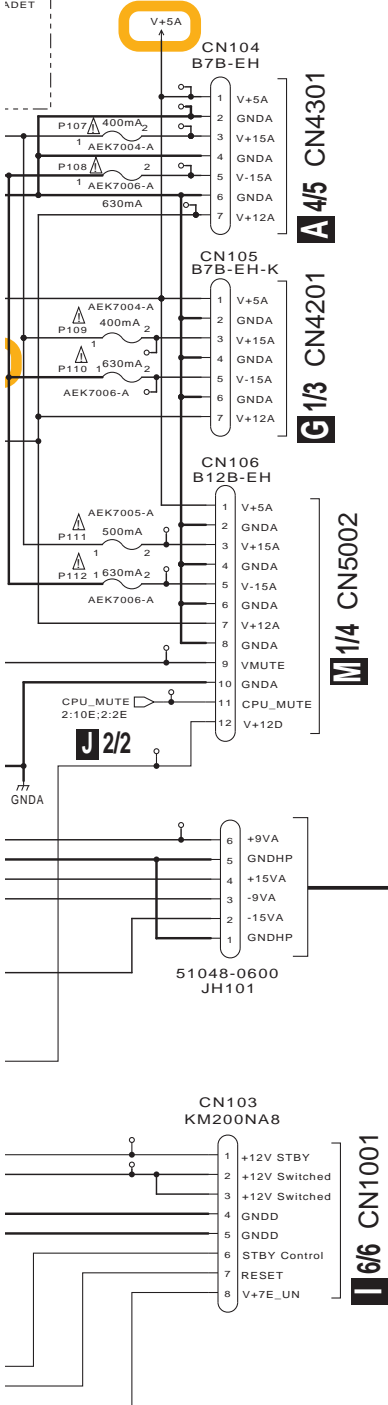 ADET
V+5A
CN104
B7B-EH
1 V+5A
2 GNDA
P107 400mA 2
1
3 V+15A
AEK7004-A
4 GNDA
P108 2
1
5 V-15A
AEK7006-A
6 GNDA
630mA
7 V+12A
A 4/5 CN4301
CN105
B7B-EH-K
1 V+5A
AEK7004-A
2 GNDA
400mA
P109 1 2
3 V+15A
4 GNDA
P110 1 630mA 2
5 V-15A
AEK7006-A
6 GNDA
7 V+12A
G 1/3 CN4201
CN106
B12B-EH
1 V+5A
AEK7005-A
2 GNDA
P111 500mA
1 2
3 V+15A
4 GNDA
P112 1 630mA 2
5 V-15A
AEK7006-A
6 GNDA
7 V+12A
8 GNDA
9 VMUTE
10 GNDA
CPU_MUTE
2:10E;2:2E
11 CPU_MUTE
12 V+12D
M 1/4 CN5002
J 2/2
GNDA
6 +9VA
5 GNDHP
4 +15VA
3 -9VA
2 -15VA
1 GNDHP
51048-0600
JH101
CN103
KM200NA8
1 +12V STBY
2 +12V Switched
3 +12V Switched
4 GNDD
5 GNDD
6 STBY Control
7 RESET
8 V+7E_UN
I 6/6 CN1001